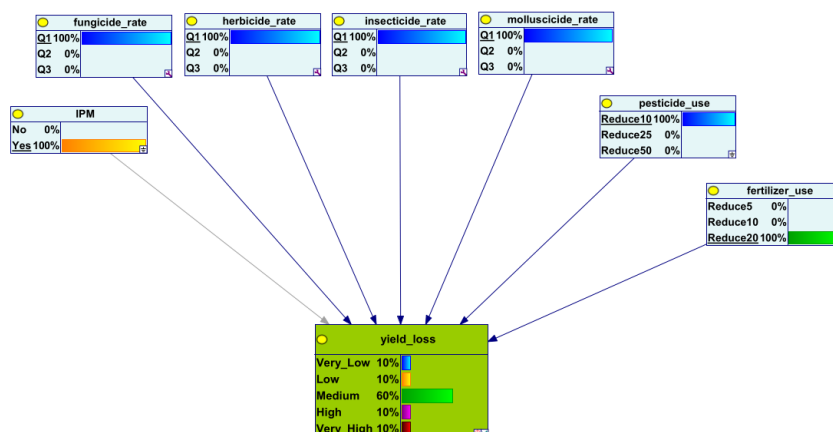 fungicide_rate
Q1 100%
Q2 0%
Q3 0%
herbicide_rate
Q1 100%
Q2 0%
Q3 0%
insecticide_rate
Q1 100%
Q2 0%
Q3 0%
molluscicide_rate
Q1 100%
Q2 0%
Q3 0%
IPM
No 0%
Yes 100%
pesticide_use
Reduce10 100%
Reduce25 0%
Reduce50 0%
fertilizer_use
Reduce5 0%
Reduce10 0%
Reduce20 100%
yield_loss
Very_Low 10%
Low 10%
Medium 60%
High 10%
Very_High 10%